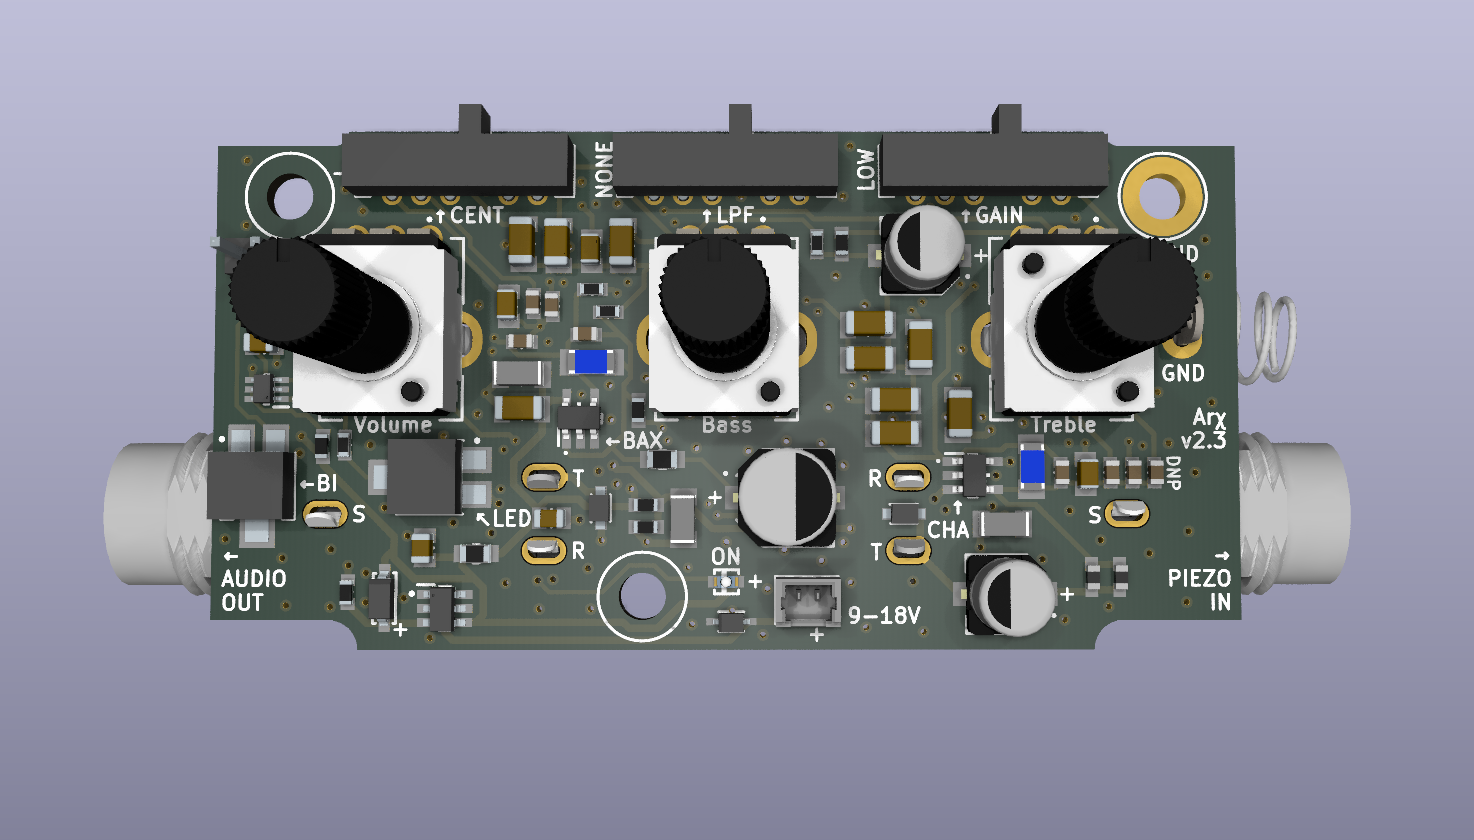 NONE
LOW
↑CENT
↑LPF
↑GAIN
+
GND
Volume
Bass
Treble
Arx
v2.3
←BAX
←BI
T
R
DNP
S
↖LED
+
↑
CHA
S
R
T
ON
+
←
AUDIO
OUT
→
PIEZO
IN
+
9-18V
+
+